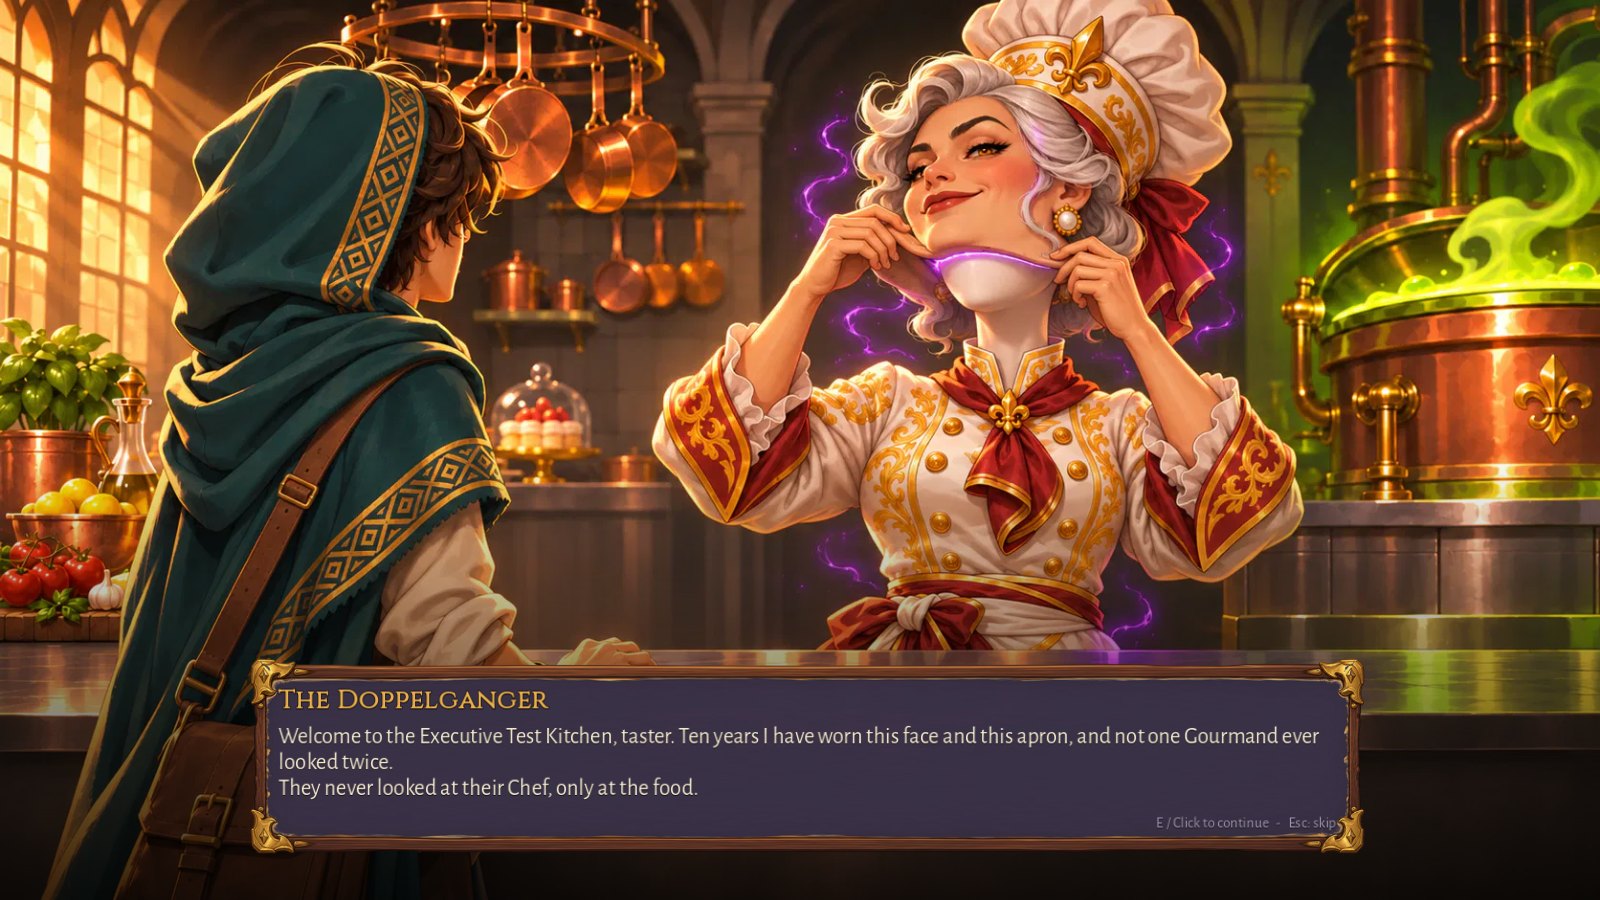 The Doppelganger
Welcome to the Executive Test Kitchen, taster. Ten years I have worn this face and this apron, and not one Gourmand ever
looked twice.
They never looked at their Chef, only at the food.
E / Click to continue - Esc: skip